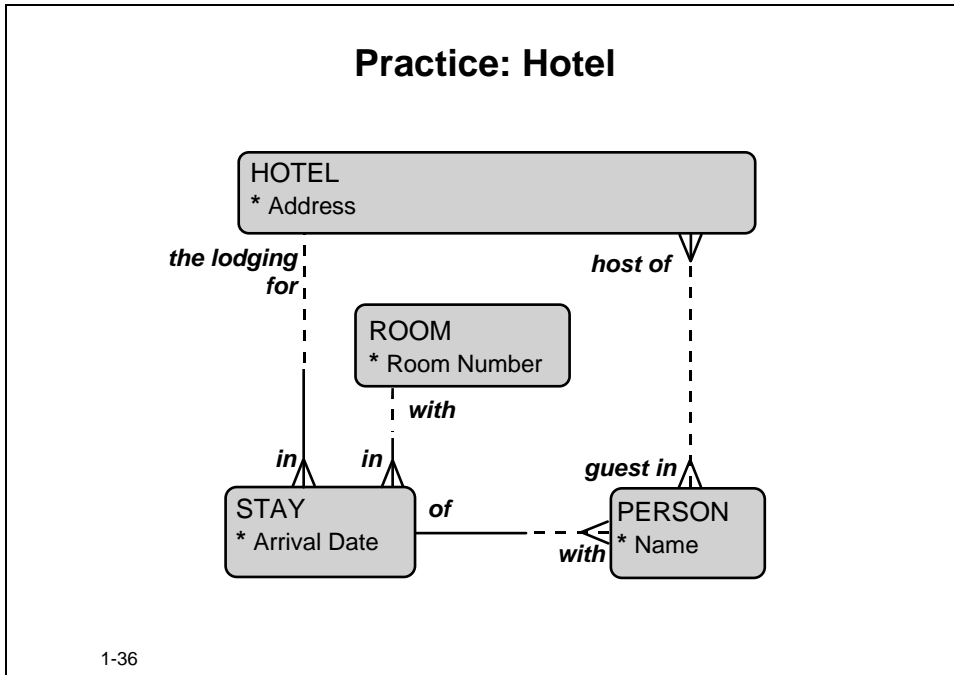 Practice: Hotel
HOTEL
* Address
the lodging
for
host of
ROOM
* Room Number
with
in
in
guest in
STAY
* Arrival Date
of
with
PERSON
* Name
1-36